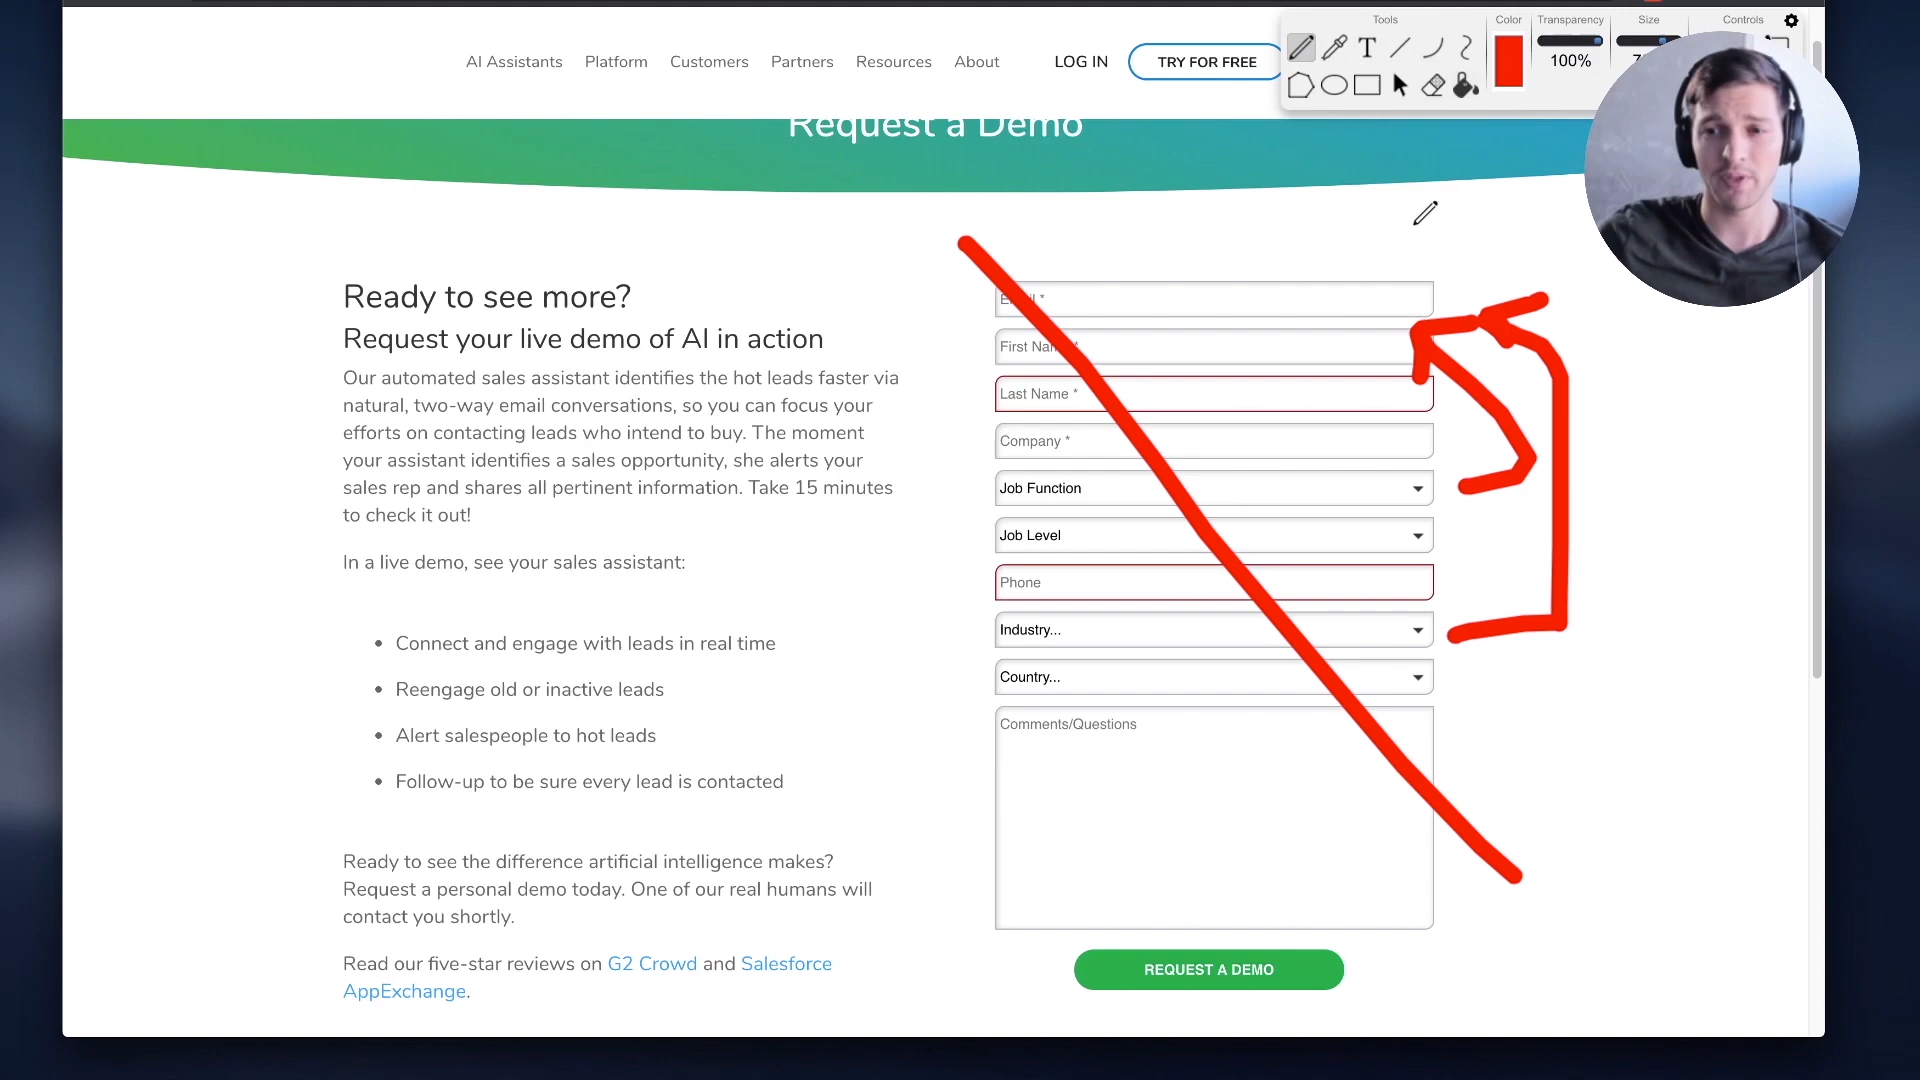 Tools
Color
Transparency
Size
Controls
AI Assistants
Platform
Customers
Partners
Resources
About
LOG IN
TRY FOR FREE
T
100%
Request a Demo
Ready to see more?
Request your live demo of AI in action
Our automated sales assistant identifies the hot leads faster via
natural, two-way email conversations, so you can focus your
efforts on contacting leads who intend to buy. The moment
your assistant identifies a sales opportunity, she alerts your
sales rep and shares all pertinent information. Take 15 minutes
to check it out!
In a live demo, see your sales assistant:
• Connect and engage with leads in real time
• Reengage old or inactive leads
• Alert salespeople to hot leads
• Follow-up to be sure every lead is contacted
Ready to see the difference artificial intelligence makes?
Request a personal demo today. One of our real humans will
contact you shortly.
Read our five-star reviews on G2 Crowd and Salesforce
AppExchange.
Email *
First Name *
Last Name *
Company *
Job Function
Job Level
Phone
Industry...
Country...
Comments/Questions
REQUEST A DEMO